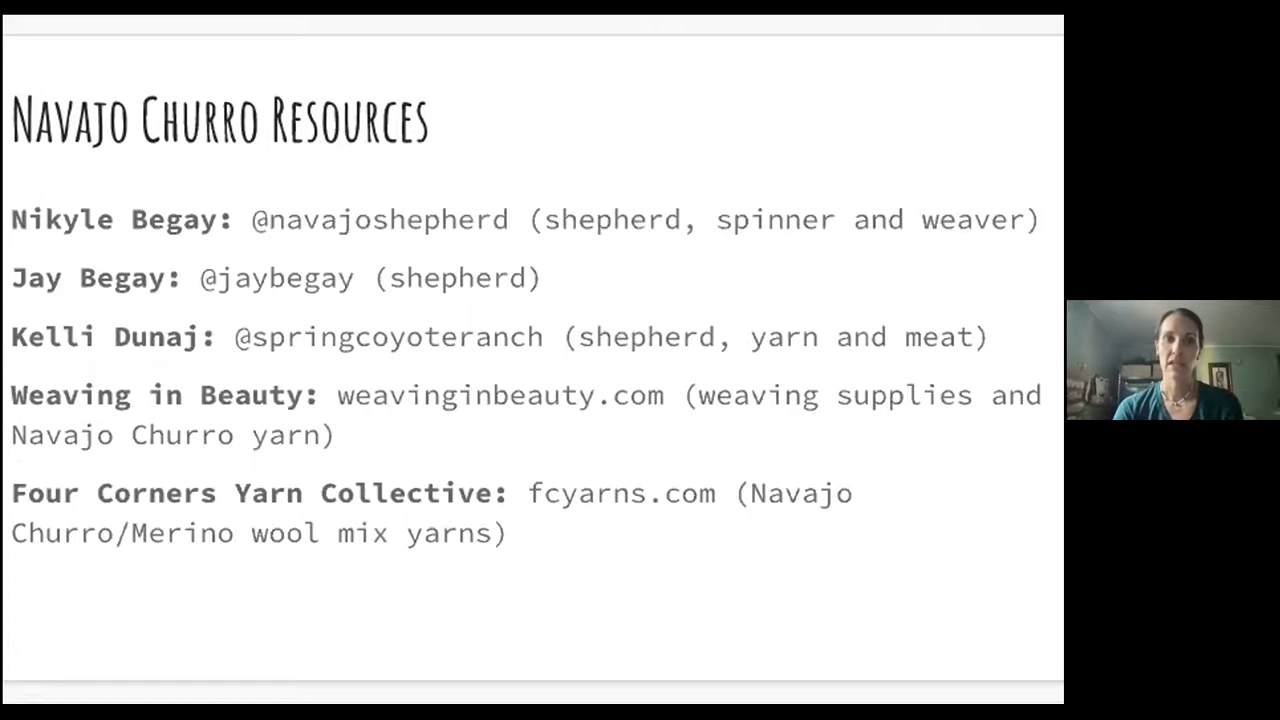 Navajo Churro Resources
Nikyle Begay: @navajoshepherd (shepherd, spinner and weaver)
Jay Begay: @jaybegay (shepherd)
Kelli Dunaj: @springcoyoteranch (shepherd, yarn and meat)
Weaving in Beauty: weavinginbeauty.com (weaving supplies and
Navajo Churro yarn)
Four Corners Yarn Collective: fcyarns.com (Navajo
Churro/Merino wool mix yarns)